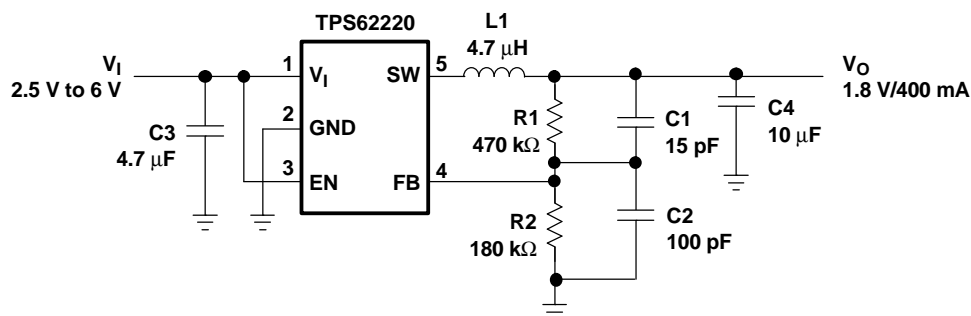 TPS62220
L1
4.7 μH
VI
2.5 V to 6 V
1
VI
SW
5
VO
1.8 V/400 mA
C3
4.7 μF
2
GND
R1
470 kΩ
C1
15 pF
C4
10 μF
3
EN
FB
4
R2
180 kΩ
C2
100 pF